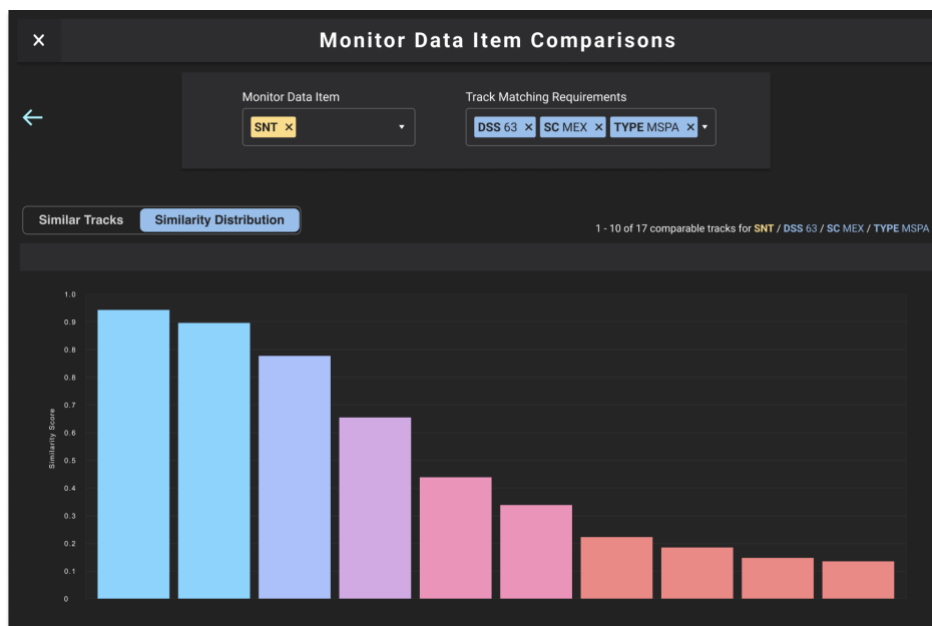 ×
Monitor Data Item Comparisons
Monitor Data Item
Track Matching Requirements
SNT ×
DSS 63 × SC MEX × TYPE MSPA ×
Similar Tracks
Similarity Distribution
1 - 10 of 17 comparable tracks for SNT / DSS 63 / SC MEX / TYPE MSPA
Similarity Score
1.0
0.9
0.8
0.8
0.7
0.6
0.5
0.4
0.3
0.2
0.1
0